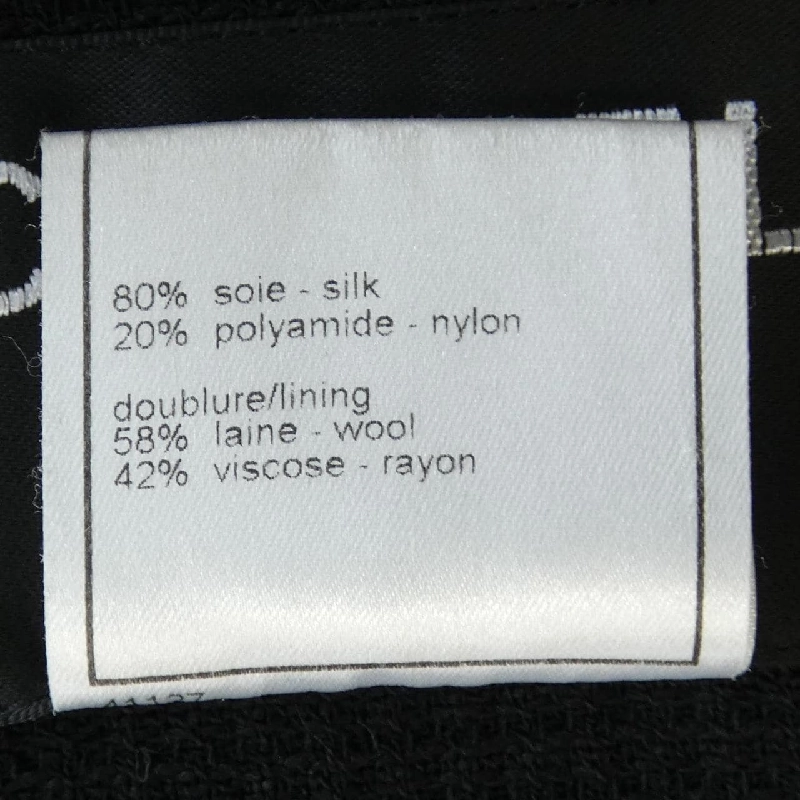 80% soie - silk
20% polyamide - nylon
doublure/lining
58% laine - wool
42% viscose - rayon